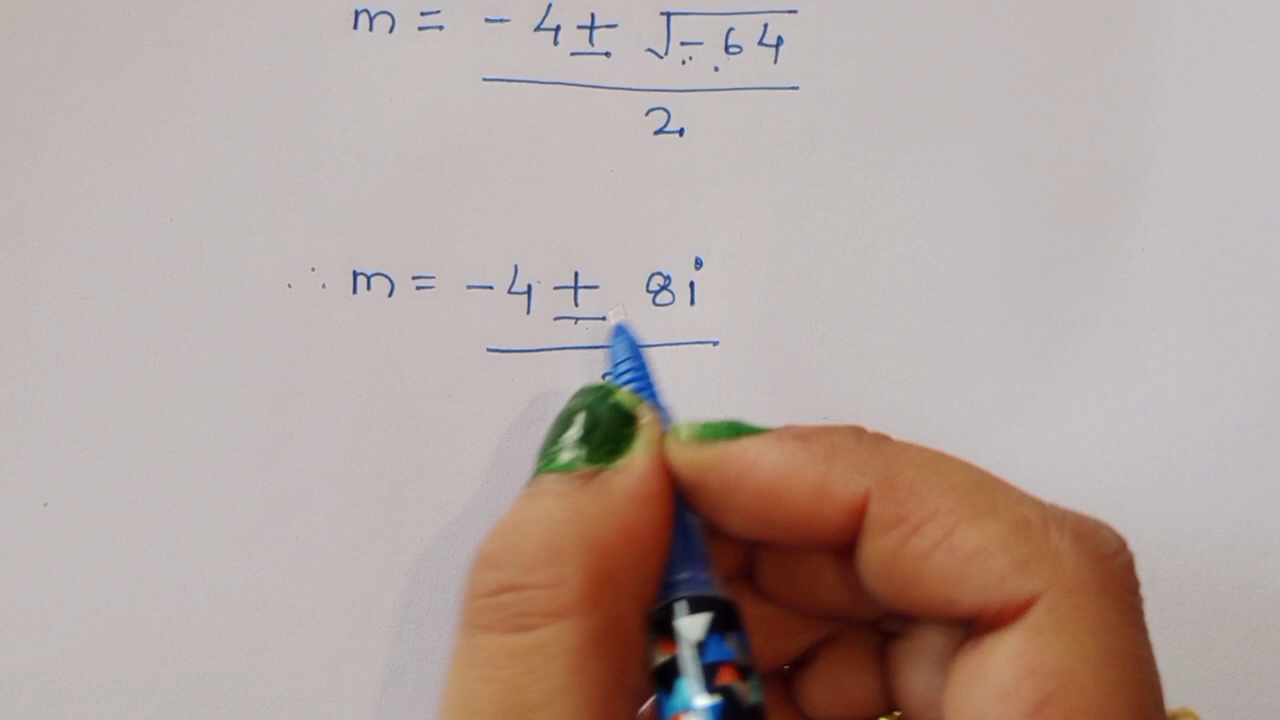 m = - 4 ± √-64
2
∴ m = -4 ± 8i